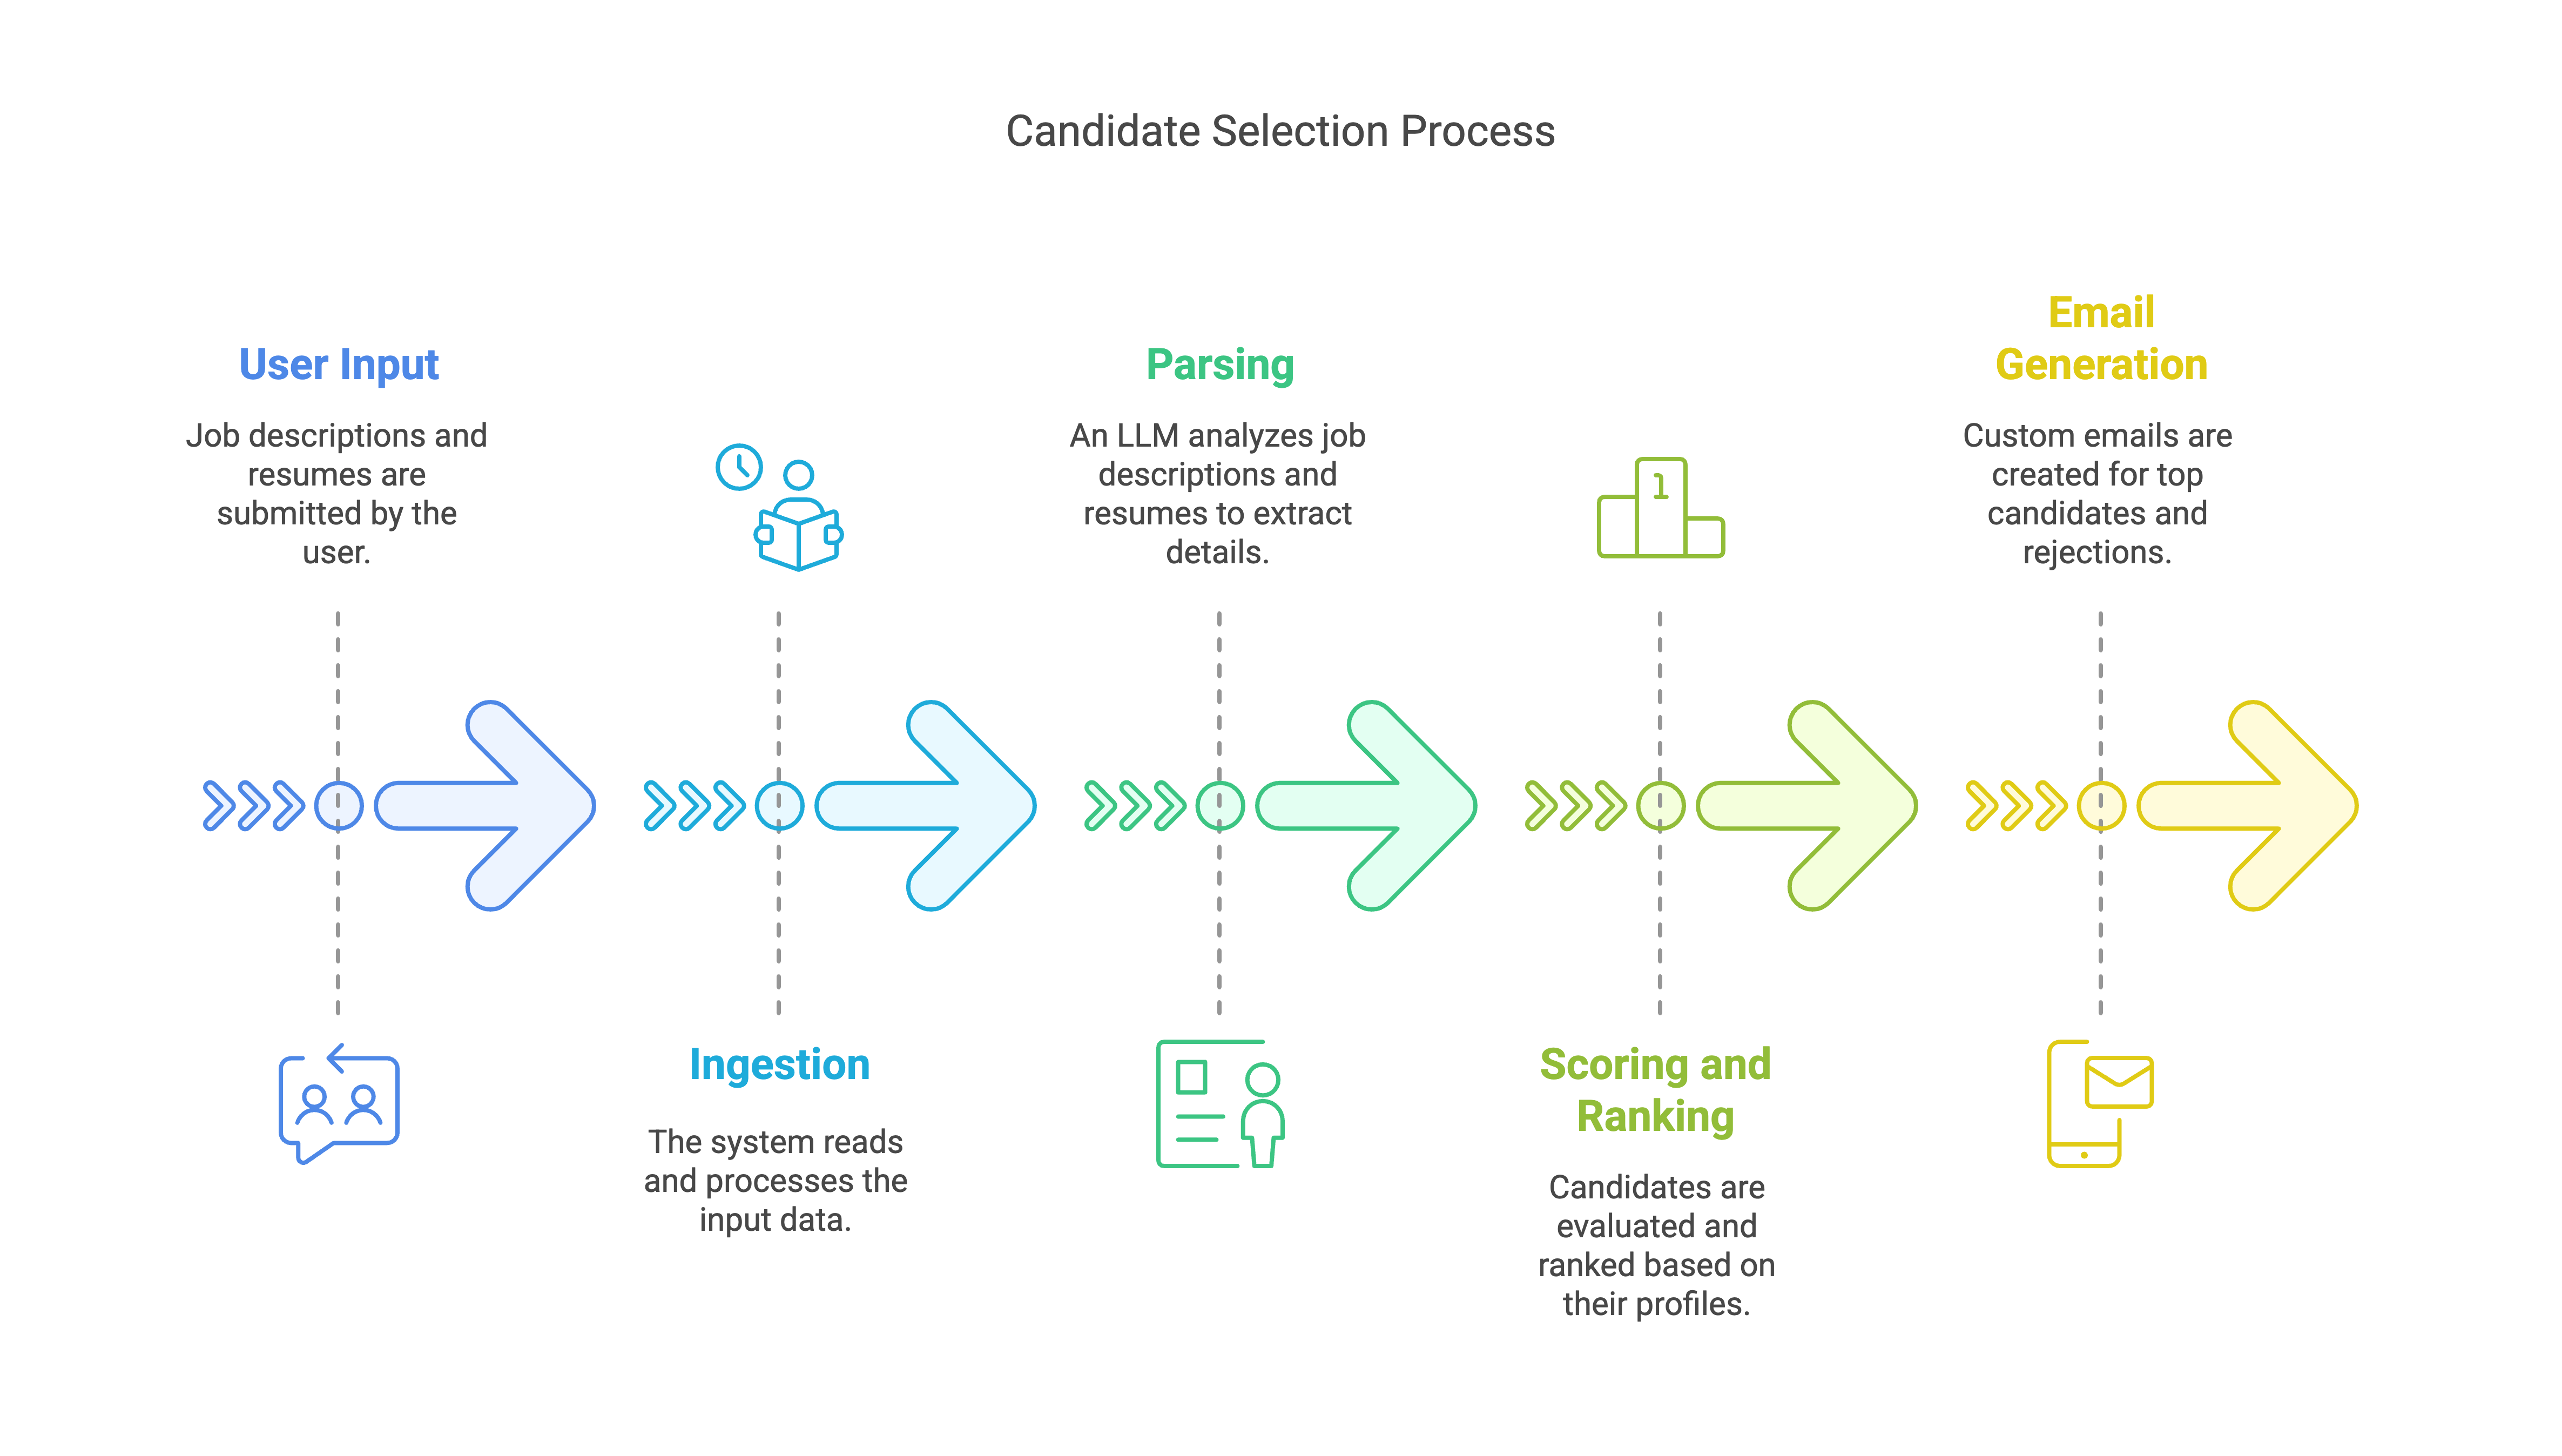 Candidate Selection Process
User Input
Job descriptions and
resumes are
submitted by the
user.
Ingestion
The system reads
and processes the
input data.
Parsing
An LLM analyzes job
descriptions and
resumes to extract
details.
1
Scoring and
Ranking
Candidates are
evaluated and
ranked based on
their profiles.
Email
Generation
Custom emails are
created for top
candidates and
rejections.